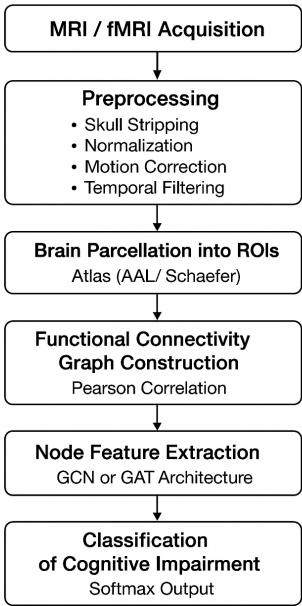 MRI / fMRI Acquisition
Preprocessing
• Skull Stripping
• Normalization
• Motion Correction
• Temporal Filtering
Brain Parcellation into ROIs
Atlas (AAL/ Schaefer)
Functional Connectivity
Graph Construction
Pearson Correlation
Node Feature Extraction
GCN or GAT Architecture
Classification
of Cognitive Impairment
Softmax Output